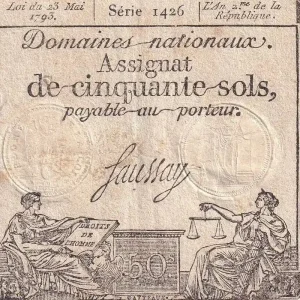 Loi du 23 Mai
1793.
Série 1426
L'An 2me de la
République.
Domaines nationaux.
Assignat
de cinquante sols,
payable au porteur.
Saussay
DROITS
DE
L'HOMME
50